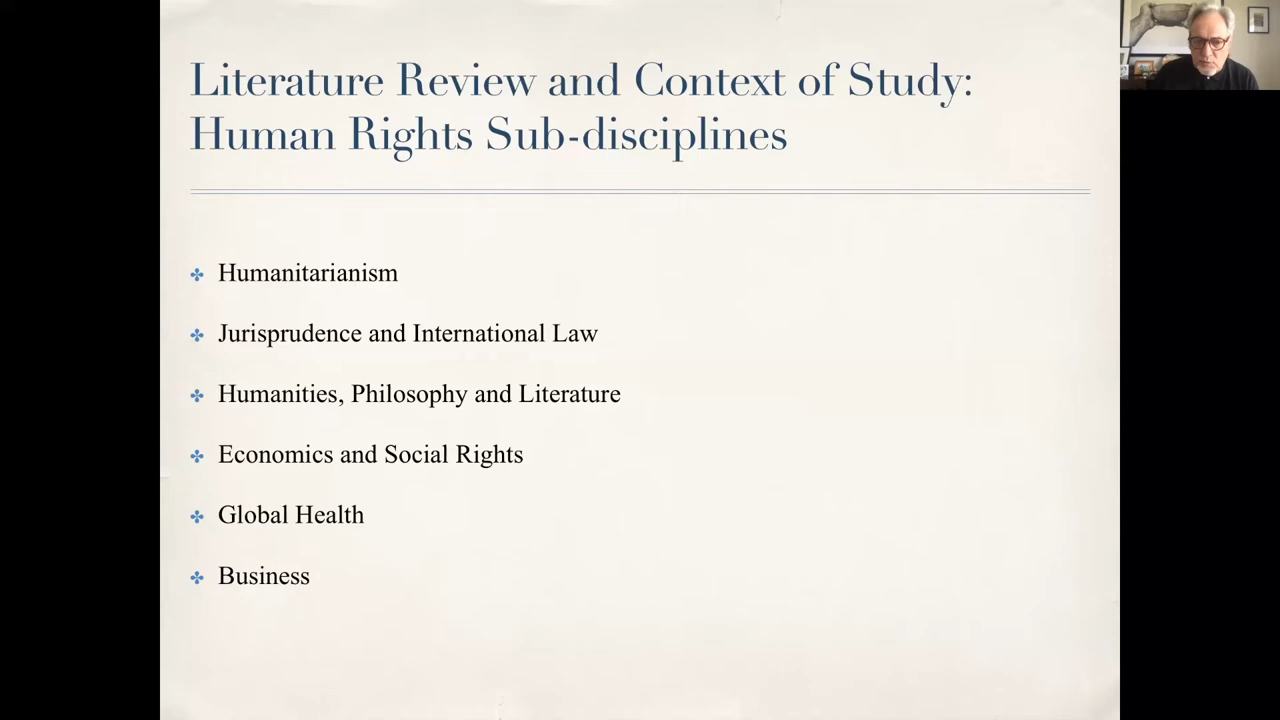 Literature Review and Context of Study:
Human Rights Sub-disciplines
Humanitarianism
Jurisprudence and International Law
Humanities, Philosophy and Literature
Economics and Social Rights
Global Health
Business